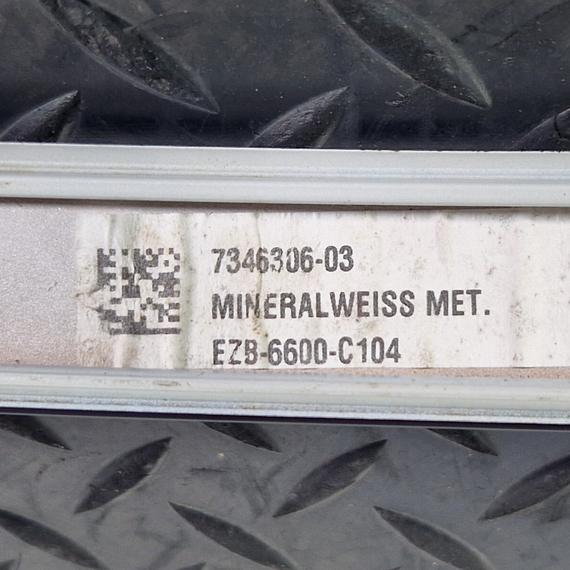 7346306-03
MINERALWEISS MET.
EZB-6600-C104